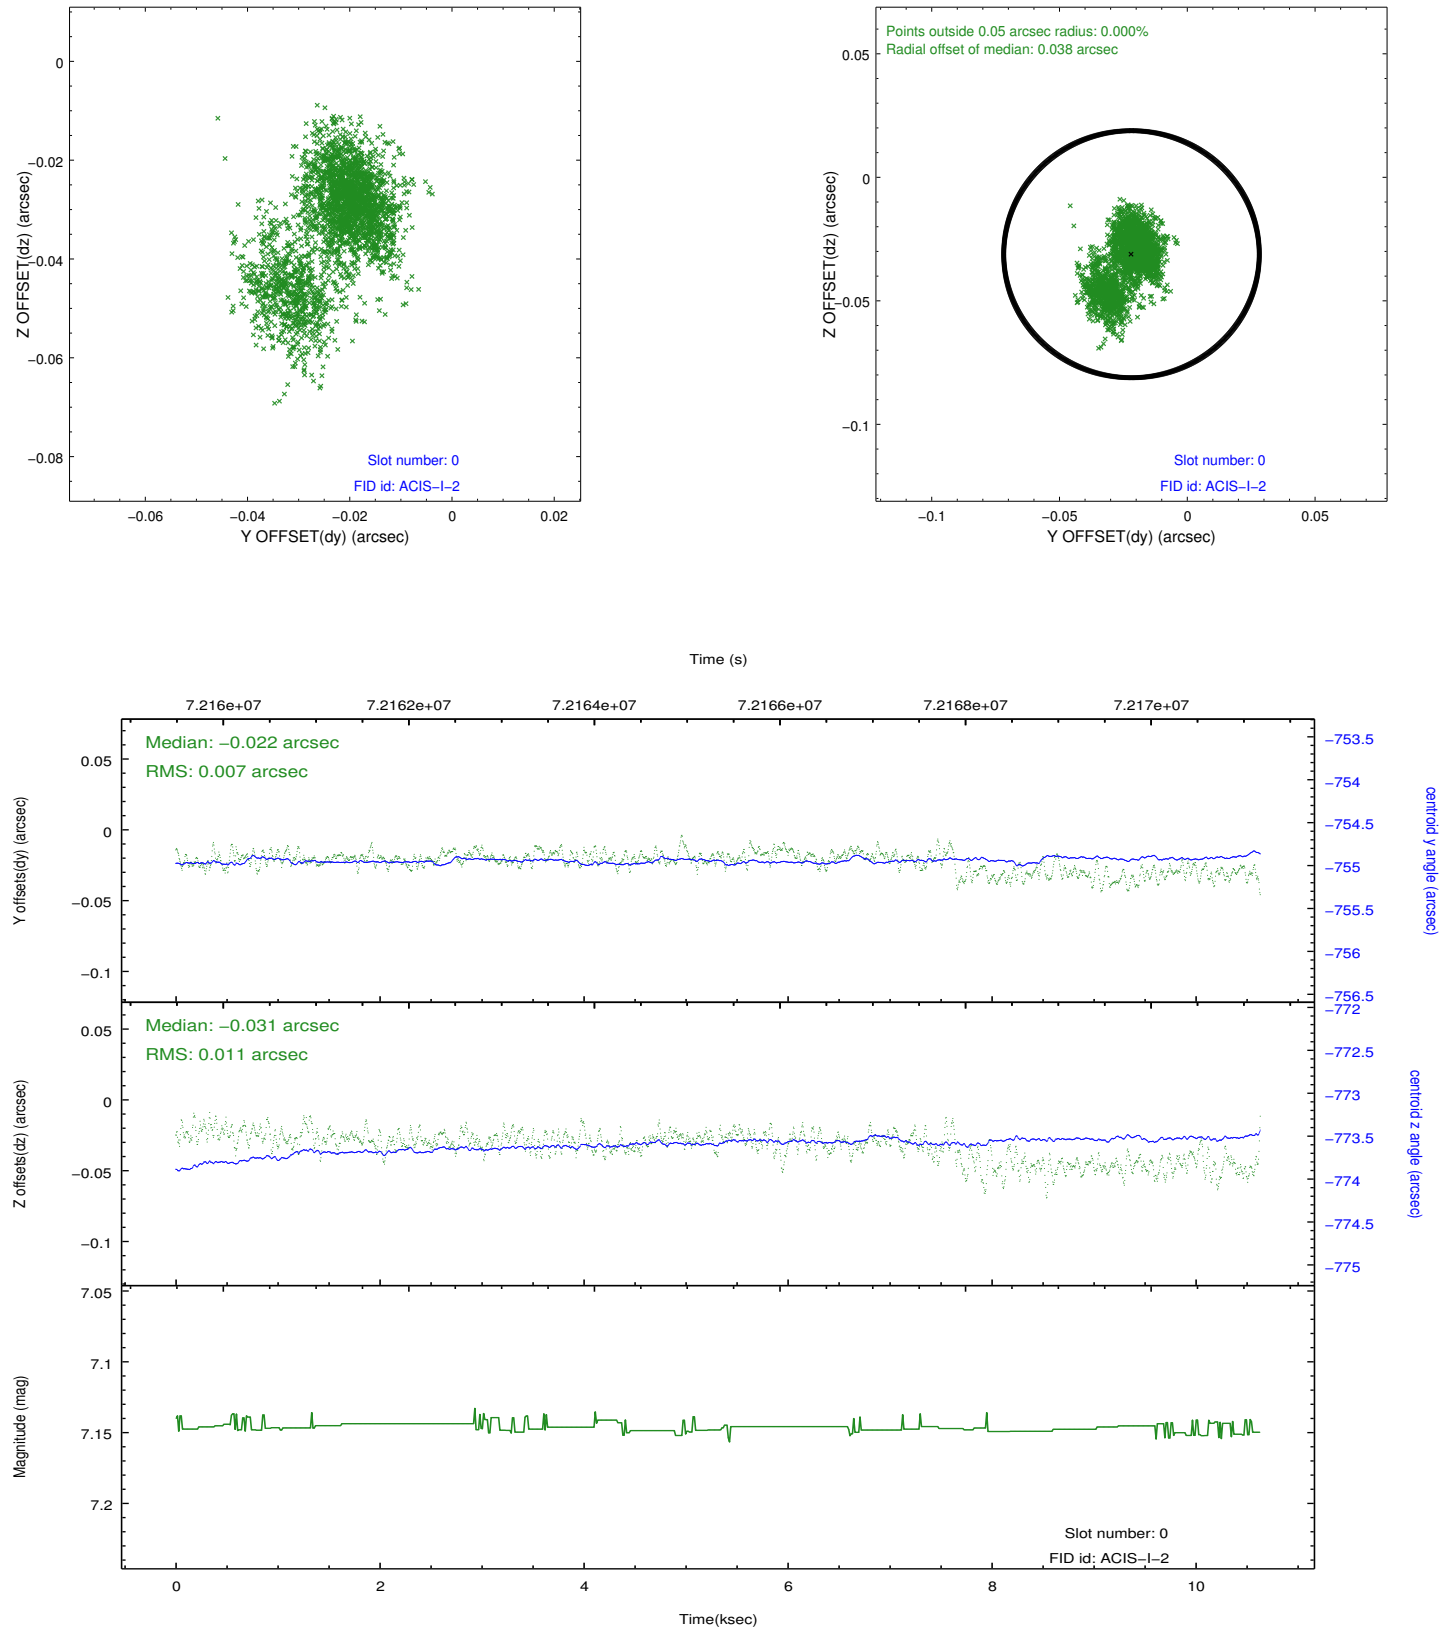 0
−0.02
−0.04
−0.06
−0.08
Z OFFSET(dz) (arcsec)
Slot number: 0
FID id: ACIS−I−2
−0.06
−0.04
−0.02
0
0.02
Y OFFSET(dy) (arcsec)
Points outside 0.05 arcsec radius: 0.000%
Radial offset of median: 0.038 arcsec
0.05
0
−0.05
−0.1
Z OFFSET(dz) (arcsec)
Slot number: 0
FID id: ACIS−I−2
−0.1
−0.05
0
0.05
Y OFFSET(dy) (arcsec)
Time (s)
7.216e+07
7.2162e+07
7.2164e+07
7.2166e+07
7.2168e+07
7.217e+07
Median: −0.022 arcsec
RMS: 0.007 arcsec
0.05
0
−0.05
−0.1
Y offsets(dy) (arcsec)
−753.5
−754
−754.5
−755
−755.5
−756
−756.5
centroid y angle (arcsec)
Median: −0.031 arcsec
RMS: 0.011 arcsec
0.05
0
−0.05
−0.1
Z offsets(dz) (arcsec)
−772
−772.5
−773
−773.5
−774
−774.5
−775
centroid z angle (arcsec)
7.05
7.1
7.15
7.2
Magnitude (mag)
Slot number: 0
FID id: ACIS−I−2
0
2
4
6
8
10
Time(ksec)